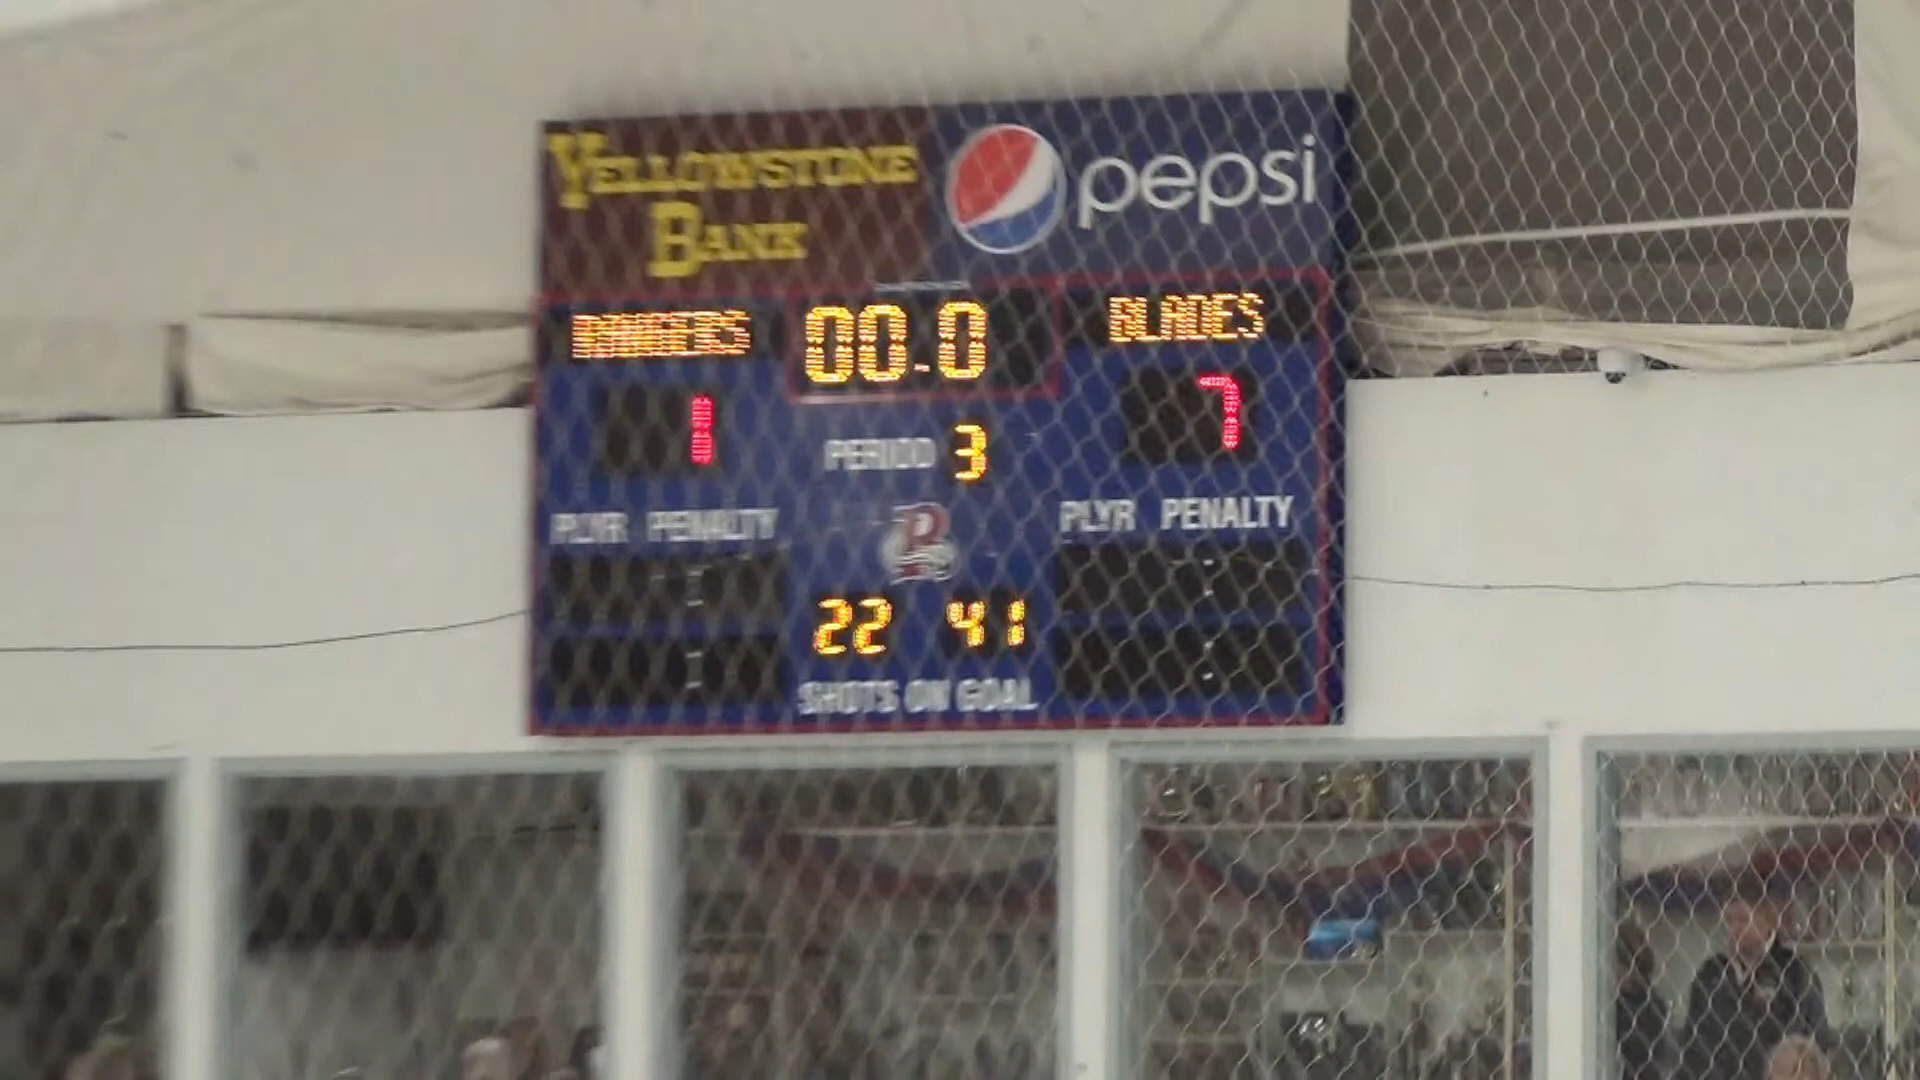 YELLOWSTONE
BANK
pepsi
RANGERS 00.0 BLADES
1 7
PERIOD 3
PLYR PENALTY PLYR PENALTY
22 41
SHOTS ON GOAL